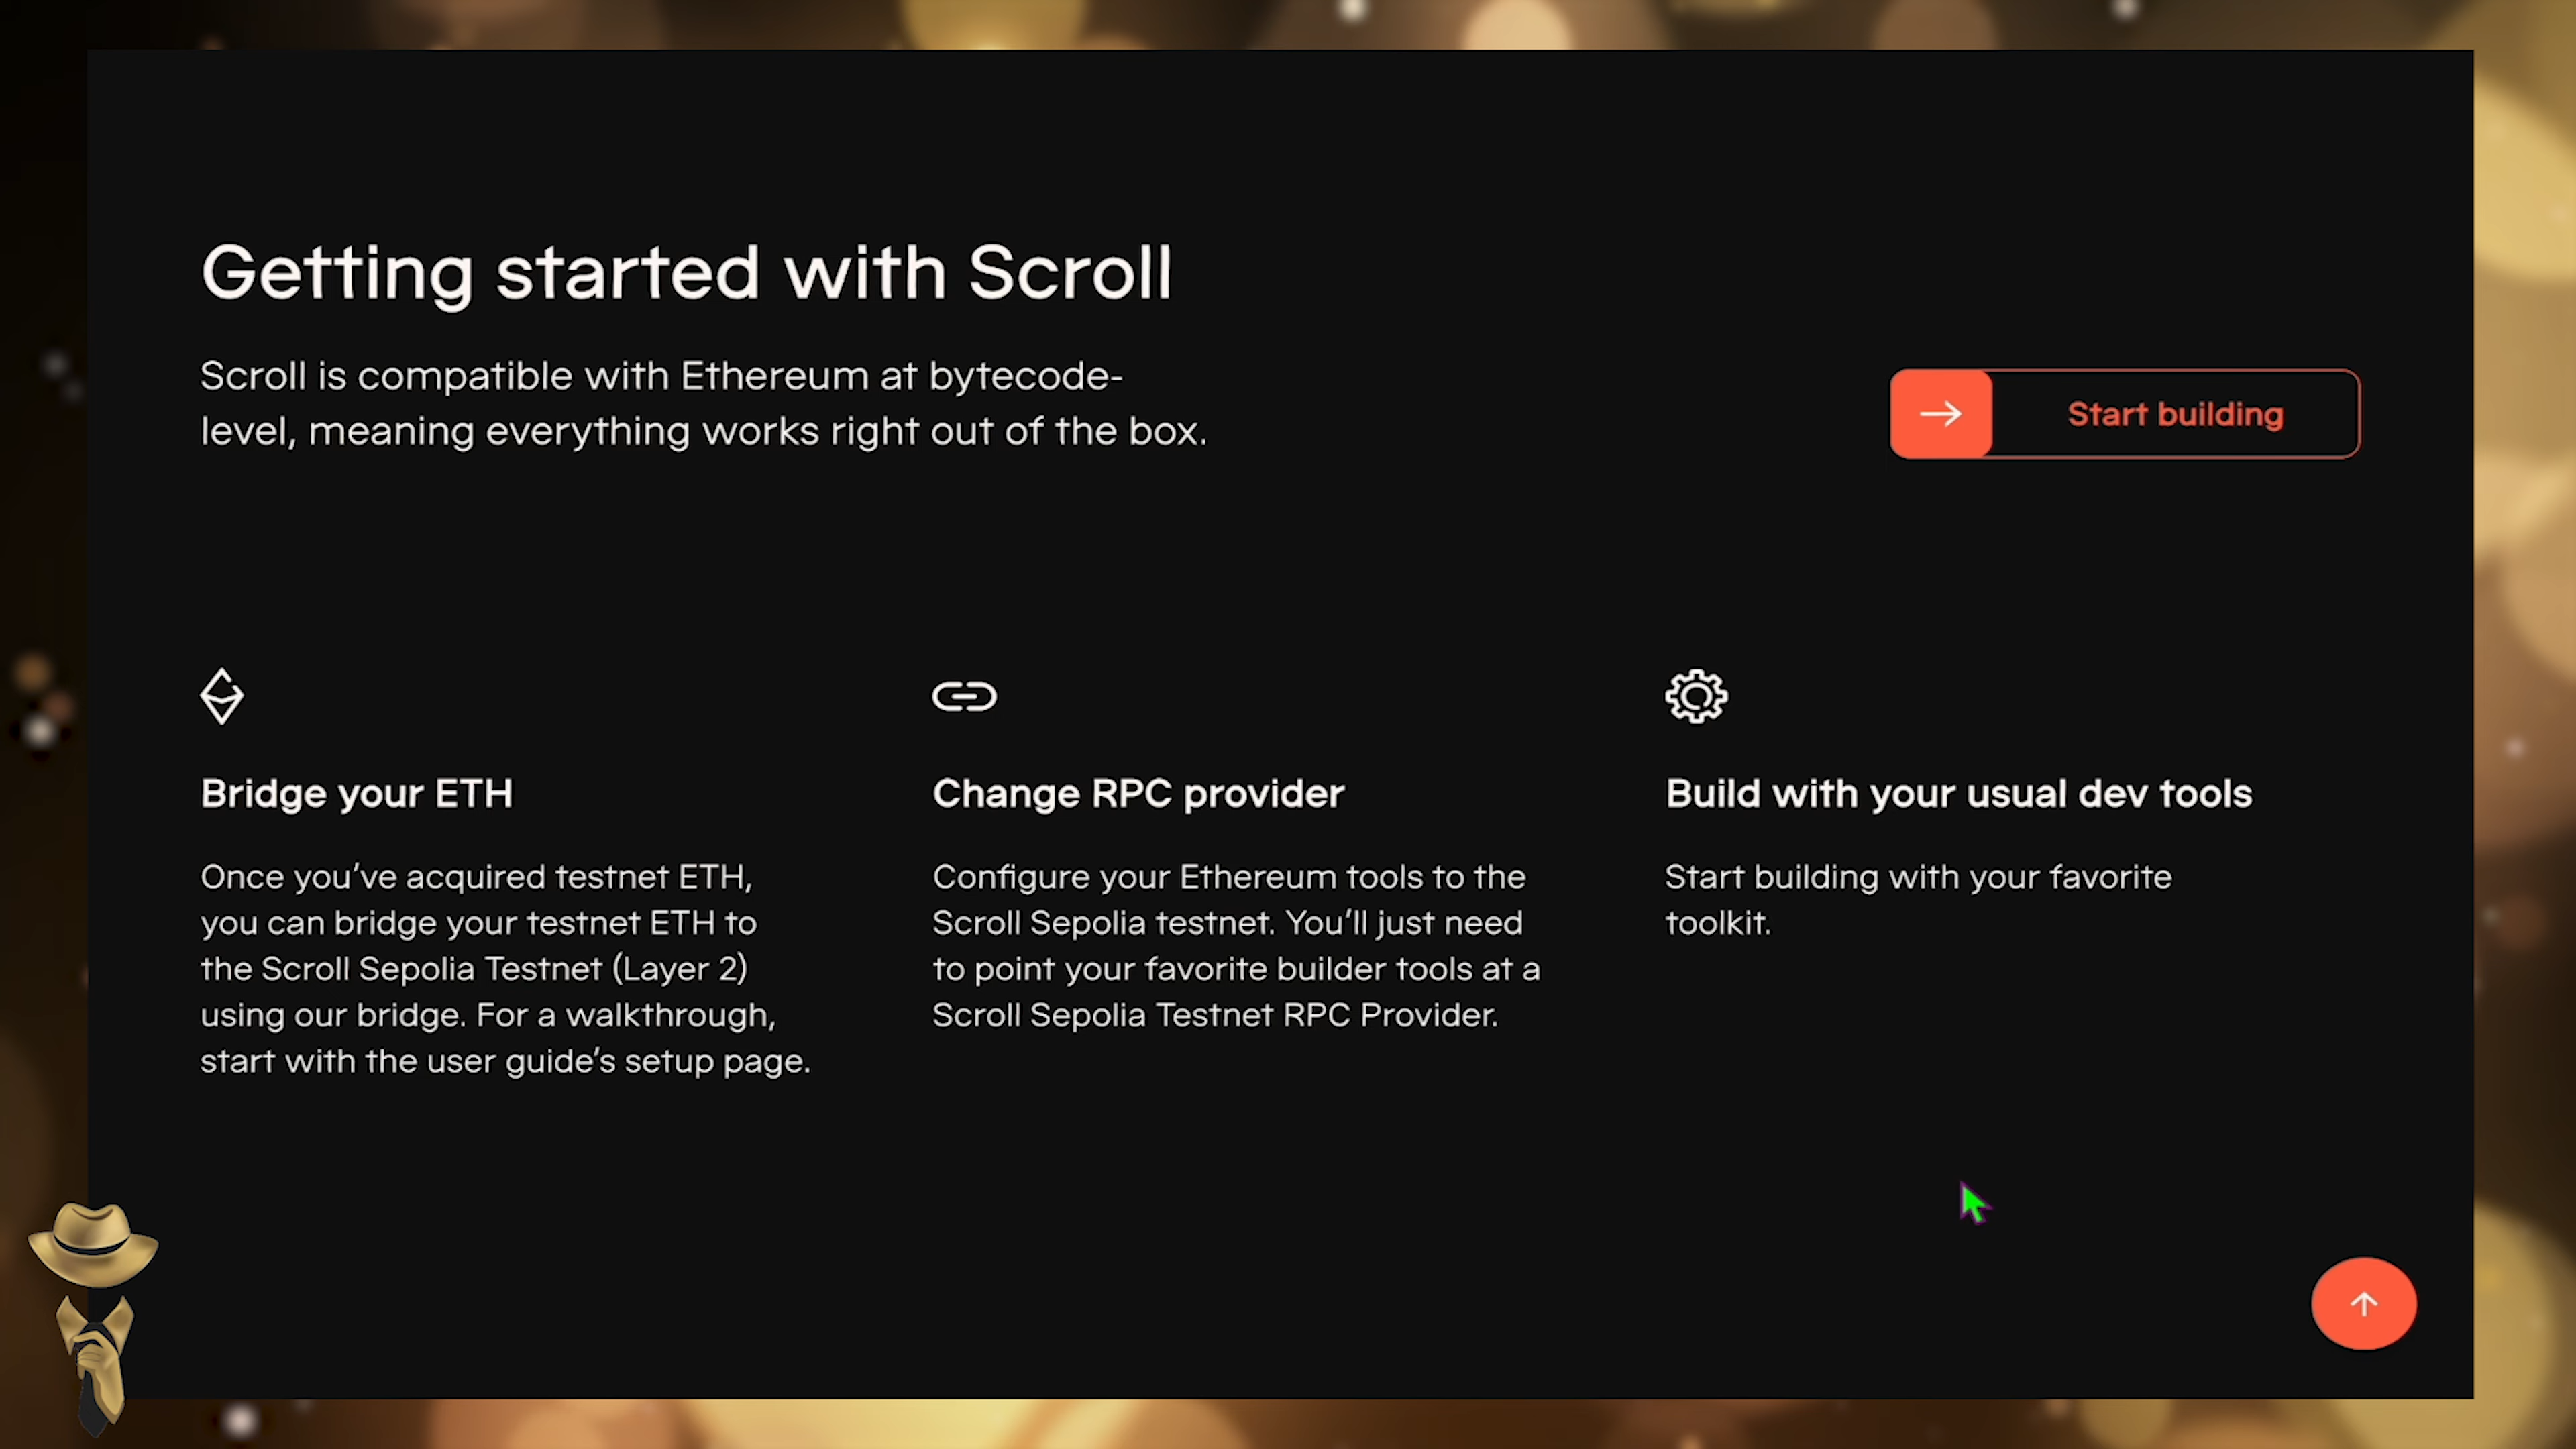 Getting started with Scroll
Scroll is compatible with Ethereum at bytecode-
level, meaning everything works right out of the box.
Start building
Bridge your ETH
Once you’ve acquired testnet ETH,
you can bridge your testnet ETH to
the Scroll Sepolia Testnet (Layer 2)
using our bridge. For a walkthrough,
start with the user guide’s setup page.
Change RPC provider
Configure your Ethereum tools to the
Scroll Sepolia testnet. You’ll just need
to point your favorite builder tools at a
Scroll Sepolia Testnet RPC Provider.
Build with your usual dev tools
Start building with your favorite
toolkit.